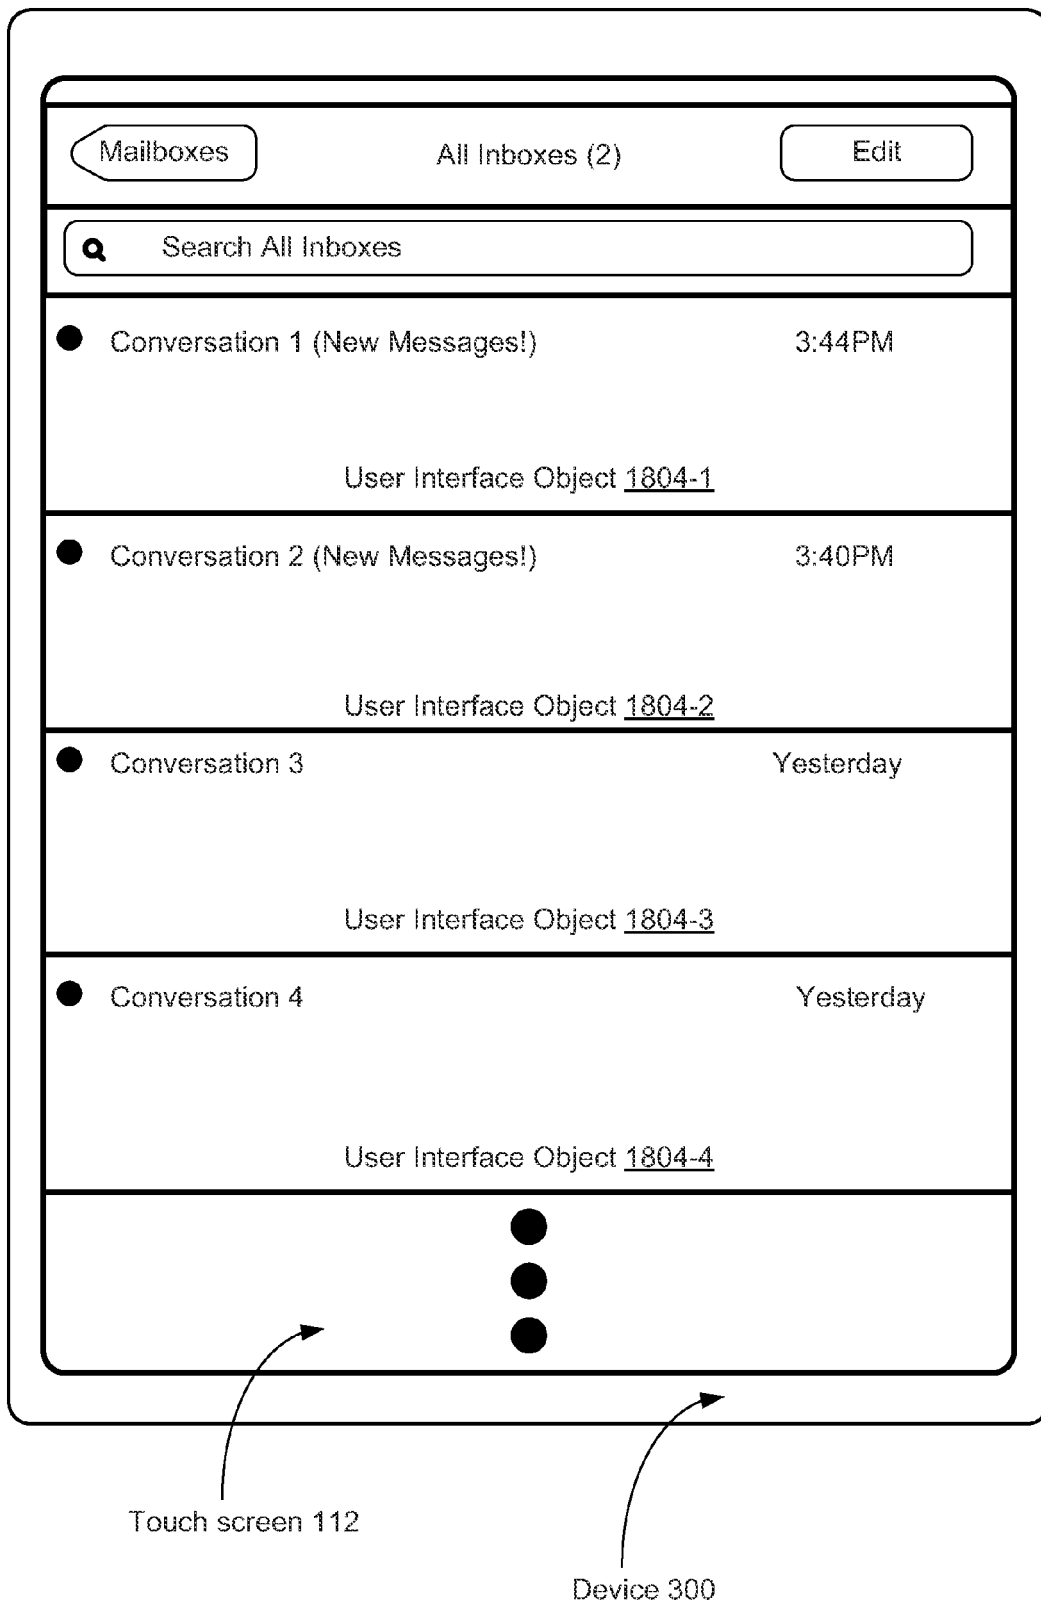 Mailboxes All Inboxes (2) Edit
Search All Inboxes
Conversation 1 (New Messages!) 3:44PM
User Interface Object 1804-1
Conversation 2 (New Messages!) 3:40PM
User Interface Object 1804-2
Conversation 3 Yesterday
User Interface Object 1804-3
Conversation 4 Yesterday
User Interface Object 1804-4
Touch screen 112
Device 300